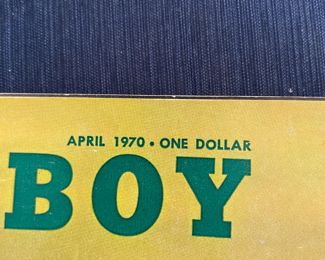 APRIL 1970 • ONE DOLLAR
BOY